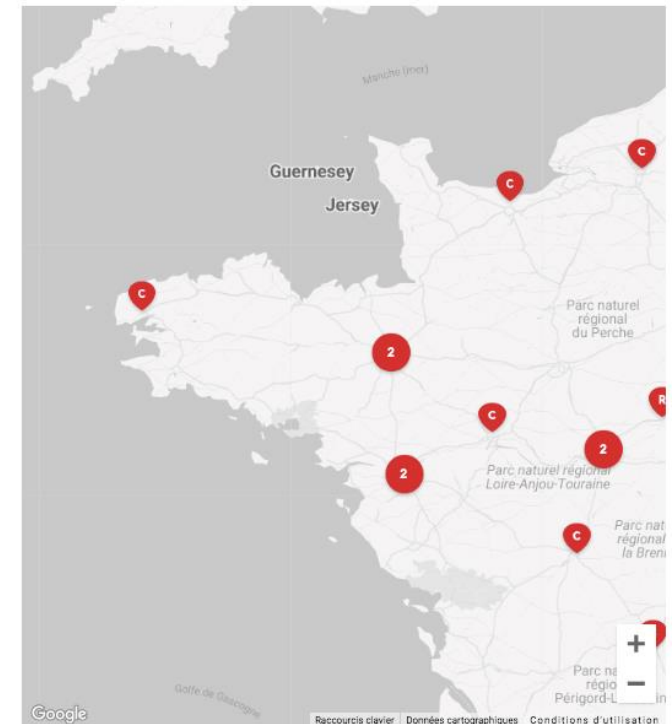 Manche (mer)
C
Guernesey
C
Jersey
C
Parc naturel
régional
du Perche
2
R
C
2
2
Parc naturel régional
Loire-Anjou-Touraine
C
Parc nat
régional
la Brenn
+
−
Parc na
régio
Périgord-L
in
Golfe de Gascogne
Google
Raccourcis clavier Données cartographiques Conditions d'utilisation